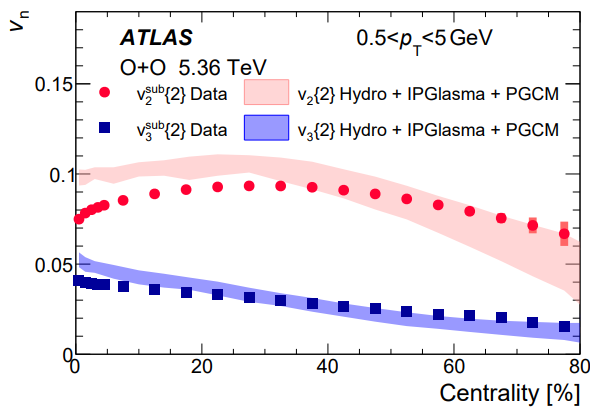 v_n
ATLAS 0.5<p_T<5 GeV
O+O 5.36 TeV
v_2^sub{2} Data v_2{2} Hydro + IPGlasma + PGCM
v_3^sub{2} Data v_3{2} Hydro + IPGlasma + PGCM
0.15
0.1
0.05
0
0 20 40 60 80
Centrality [%]